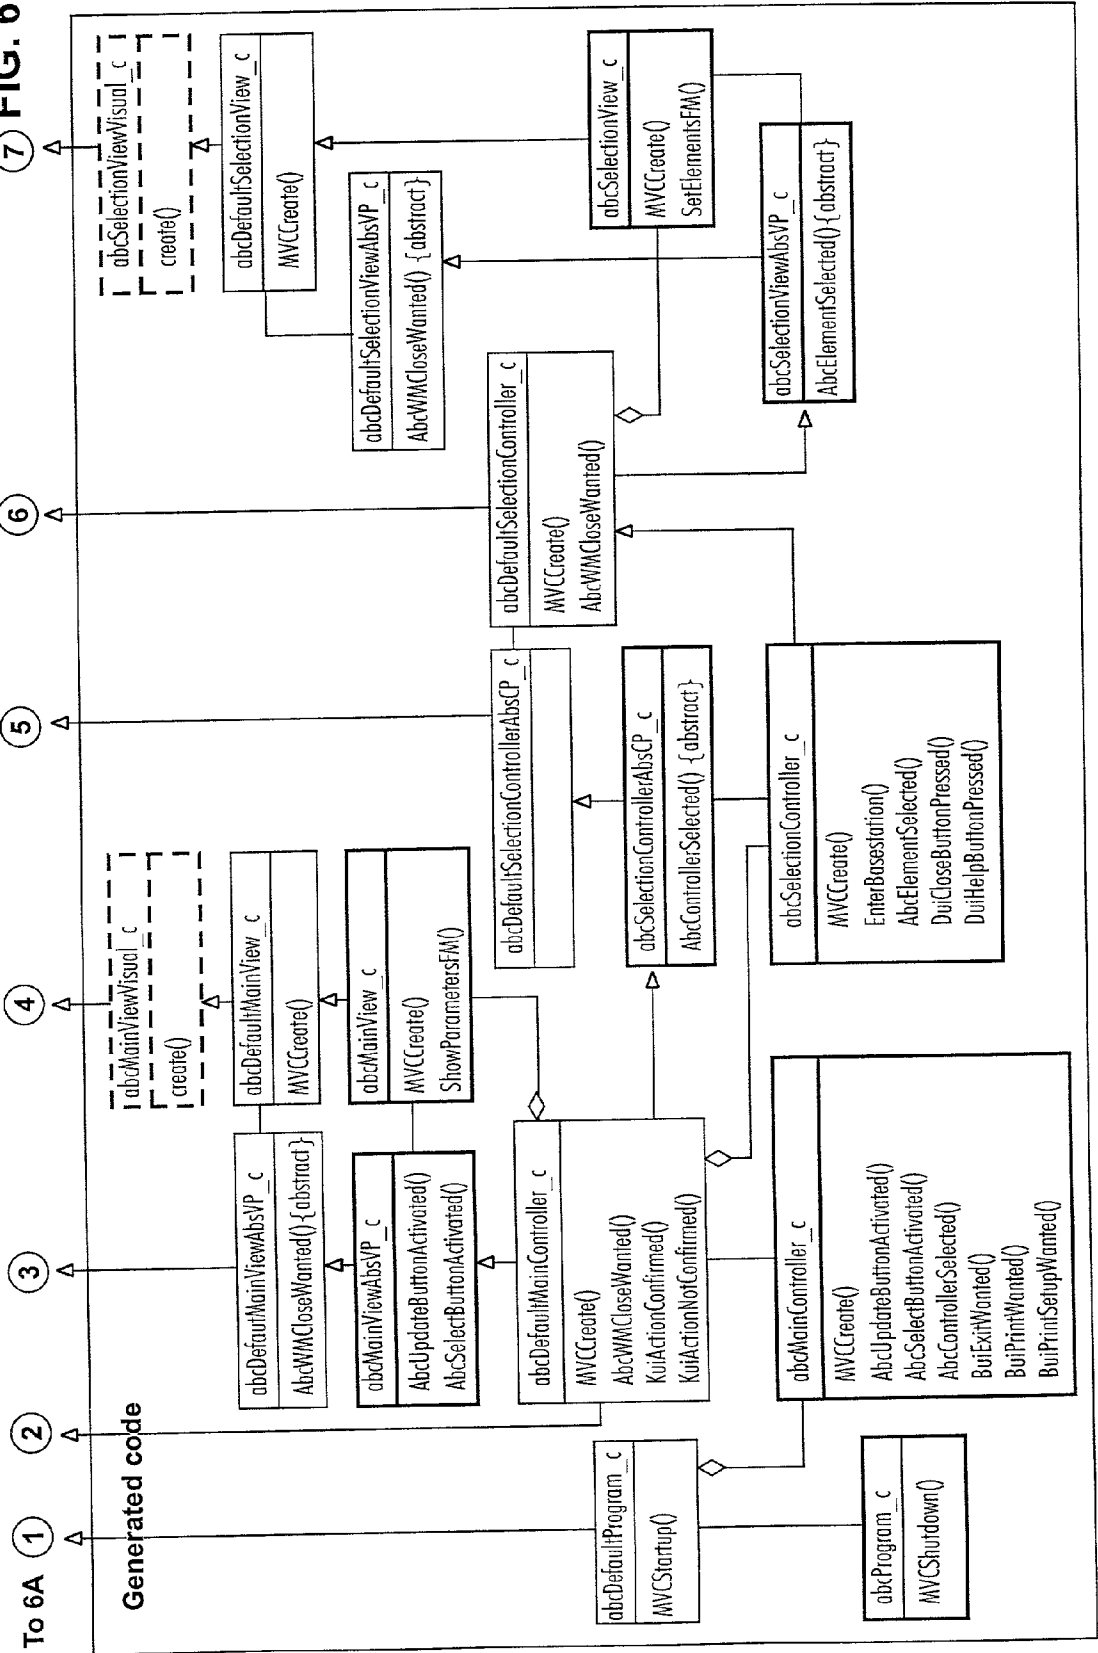 FIG. 6
To 6A
1
2
3
4
5
6
7
Generated code
abcMainViewVisual_c
create()
abcSelectionViewVisual_c
create()
abcDefautMainViewAbsVP_c
AbcWMCloseWanted(){abstract}
abcDefaultMainView_c
MVCCreate()
abcDefaultSelectionView_c
MVCCreate()
abcMainViewAbsVP_c
AbcUpdateButtonActivated()
AbcSelectButtonActivated()
abcMainView_c
MVCCreate()
ShowParametersFM()
abcDefaultSelectionViewAbsVP_c
AbcWMCloseWanted() {abstract}
abcDefaultSelectionControllerAbsCP_c
abcDefaultSelectionController_c
MVCCreate()
AbcWMCloseWanted()
abcSelectionView_c
MVCCreate()
SetElementsFM()
abcDefaultProgram_c
MVCStartup()
abcDefaultMainController_c
MVCCreate()
AbcWMCloseWanted()
KuiActionConfirmed()
KuiActionNotConfirmed()
abcSelectionControllerAbsCP_c
AbcControllerSelected() {abstract}
abcSelectionViewAbsVP_c
AbcElementSelected(){abstract}
abcProgram_c
MVCShutdown()
abcMainController_c
MVCCreate()
AbcUpdateButtonActivated()
AbcSelectButtonActivated()
AbcControllerSelected()
BuiExitWanted()
BuiPrintWanted()
BuiPrintSetupWanted()
abcSelectionController_c
MVCCreate()
EnterBasestation()
AbcElementSelected()
DuiCloseButtonPressed()
DuiHelpButtonPressed()